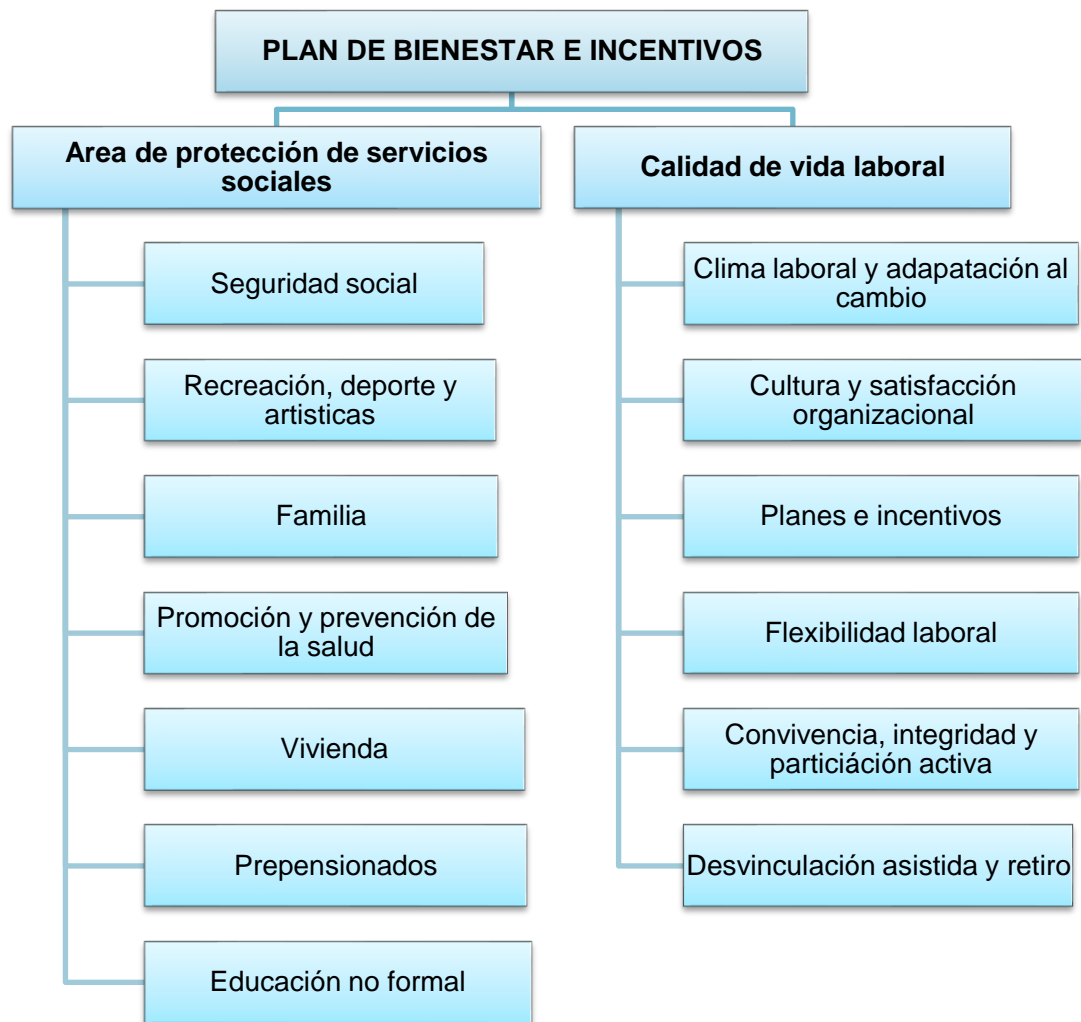 PLAN DE BIENESTAR E INCENTIVOS
Area de protección de servicios
sociales
Seguridad social
Recreación, deporte y
artisticas
Familia
Promoción y prevención de
la salud
Vivienda
Prepensionados
Educación no formal
Calidad de vida laboral
Clima laboral y adapatación al
cambio
Cultura y satisfacción
organizacional
Planes e incentivos
Flexibilidad laboral
Convivencia, integridad y
particiáción activa
Desvinculación asistida y retiro